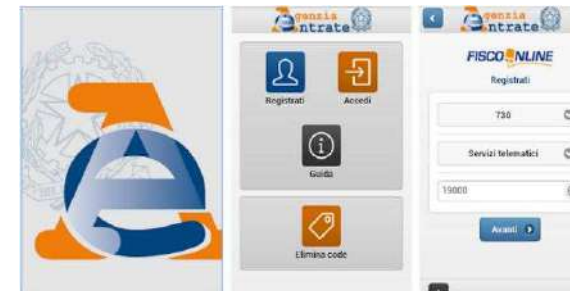 Agenzia
Entrate
Registrati
Accedi
Guida
Elimina code
Agenzia
Entrate
FISCONLINE
Registrati
730
Servizi telematici
19000
Avanti